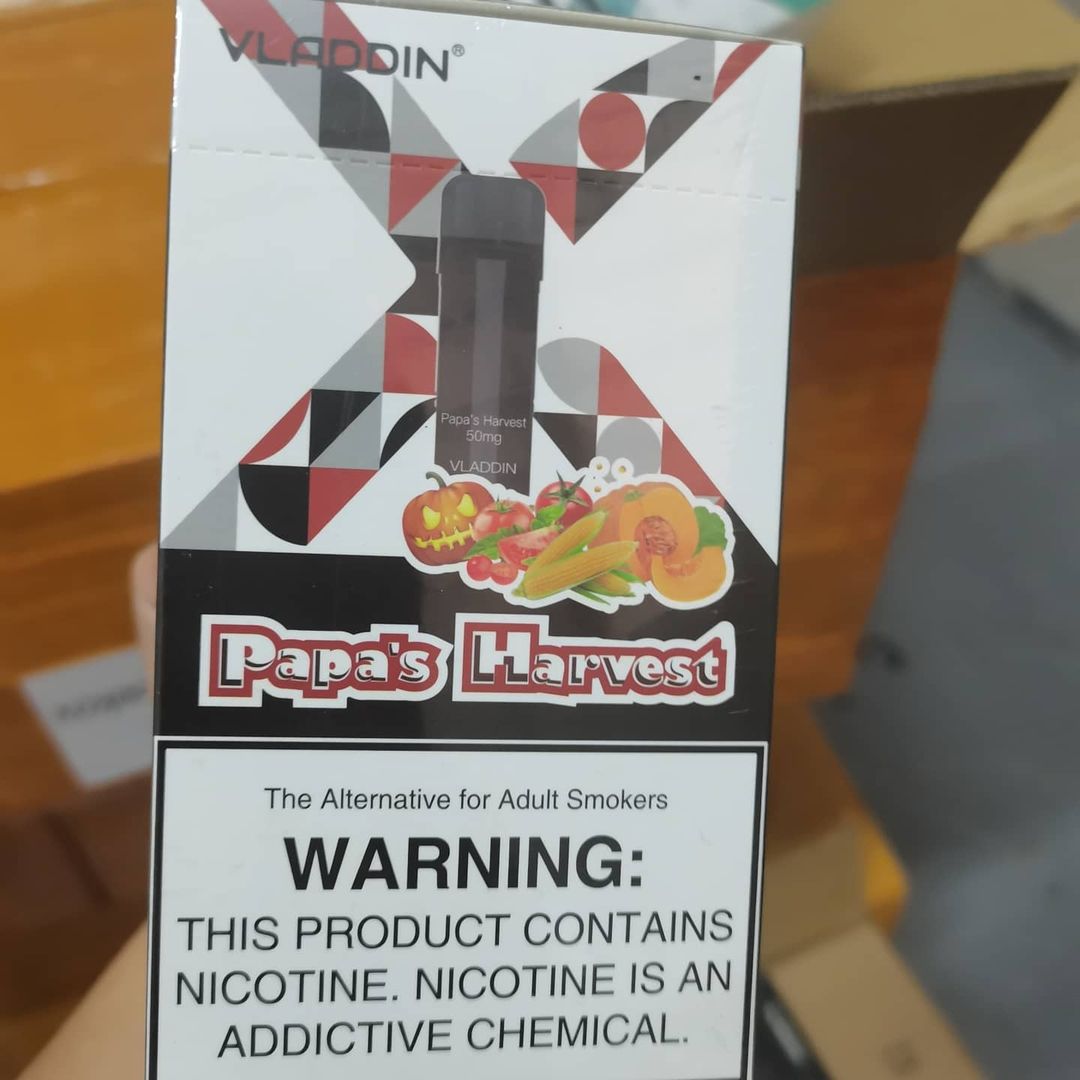 VLADDIN®
Papa's Harvest
50mg
VLADDIN
Papa's Harvest
The Alternative for Adult Smokers
WARNING:
THIS PRODUCT CONTAINS
NICOTINE. NICOTINE IS AN
ADDICTIVE CHEMICAL.